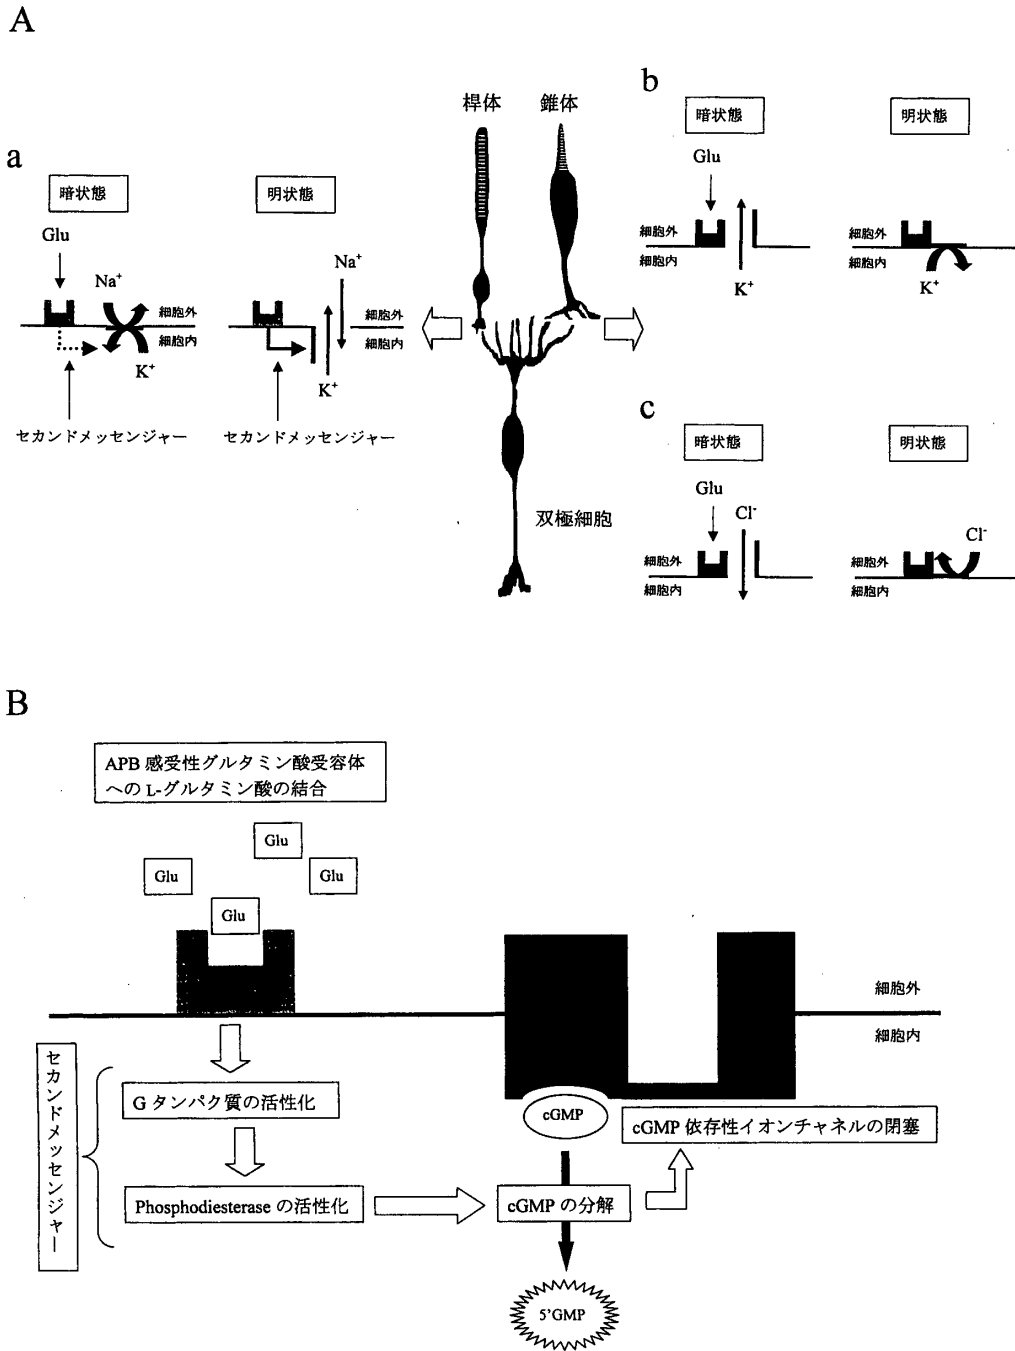 A
桿体
錐体
a
暗状態
明状態
Glu
Na⁺
Na⁺
細胞外
細胞内
K⁺
細胞外
細胞内
K⁺
セカンドメッセンジャー
セカンドメッセンジャー
双極細胞
b
暗状態
明状態
Glu
細胞外
細胞内
K⁺
細胞外
細胞内
K⁺
c
暗状態
明状態
Glu
Cl⁻
細胞外
細胞内
Cl⁻
細胞外
細胞内
B
APB 感受性グルタミン酸受容体
への L-グルタミン酸の結合
Glu
Glu
Glu
Glu
細胞外
細胞内
セカンドメッセンジャー
G タンパク質の活性化
cGMP
cGMP 依存性イオンチャネルの閉塞
Phosphodiesterase の活性化
cGMP の分解
5’GMP